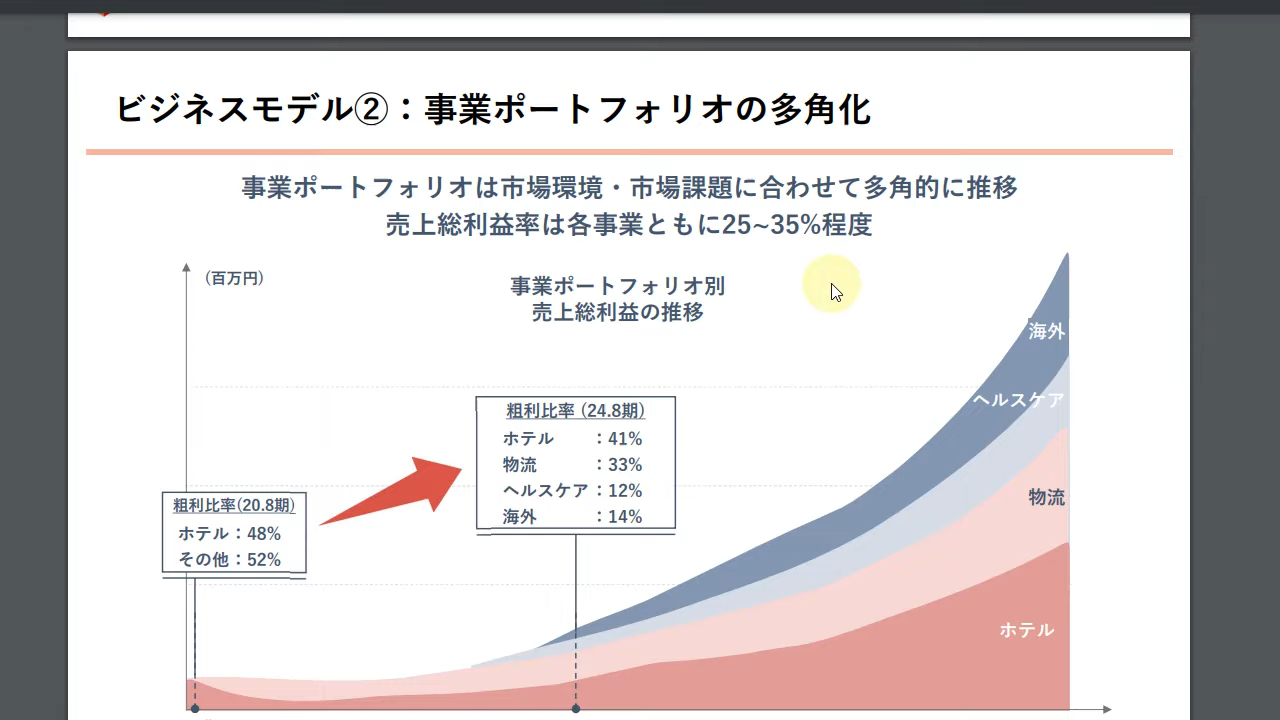 ビジネスモデル②：事業ポートフォリオの多角化
事業ポートフォリオは市場環境・市場課題に合わせて多角的に推移
売上総利益率は各事業ともに25~35%程度
(百万円)
事業ポートフォリオ別
売上総利益の推移
海外
ヘルスケア
物流
ホテル
粗利比率 (24.8期)
ホテル ：41%
物流 ：33%
ヘルスケア：12%
海外 ：14%
粗利比率(20.8期)
ホテル：48%
その他：52%